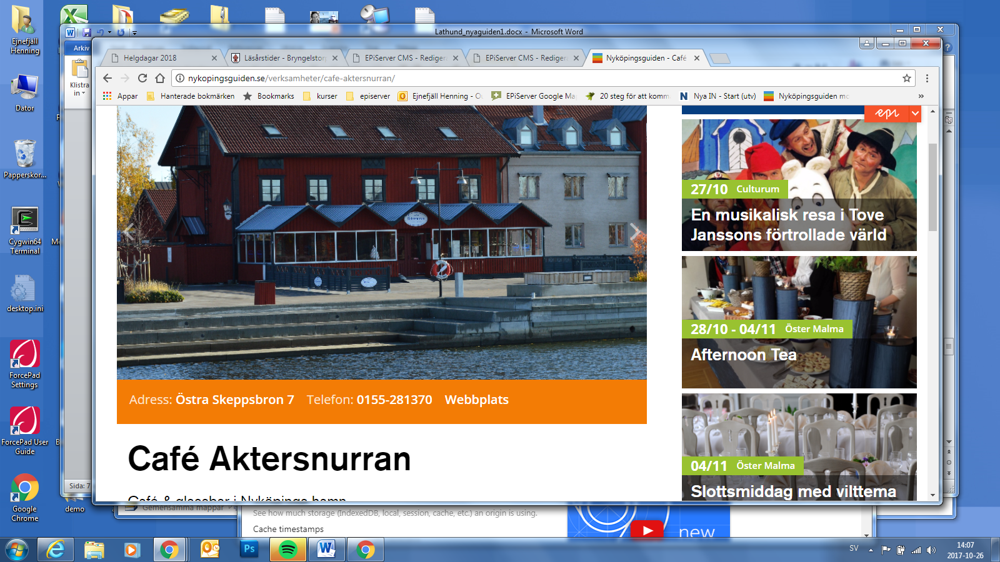 Ejnefjäll
Henning
Dator
Papperskor...
Cygwin64
Terminal
desktop.ini
ForcePad
Settings
ForcePad User
Guide
Google
Chrome
demo
Lathund_nyaguiden1.docx - Microsoft Word
Arkiv
Klistra
in
Sida: 7
Helgdagar 2018
Läsårstider - Bryngelstorp
EPiServer CMS - Redigera
EPiServer CMS - Redigera
Nyköpingsguiden - Café
nykopingsguiden.se/verksamheter/cafe-aktersnurran/
Appar
Hanterade bokmärken
Bookmarks
kurser
episerver
Ejnefjäll Henning - Ou
EPiServer Google Ma
20 steg för att komm
Nya IN - Start (utv)
Nyköpingsguiden mo
»
epi
Aktersnurran
Adress: Östra Skeppsbron 7 Telefon: 0155-281370 Webbplats
Café Aktersnurran
Café & glassbar i Nyköpings hamn
27/10 Culturum
En musikalisk resa i Tove
Janssons förtrollade värld
28/10 - 04/11 Öster Malma
Afternoon Tea
04/11 Öster Malma
Slottsmiddag med vilttema
Gemensamma mappar
See how much storage (IndexedDB, local, session, cache, etc.) an origin is using.
Cache timestamps
new
Ps
SV
14:07
2017-10-26